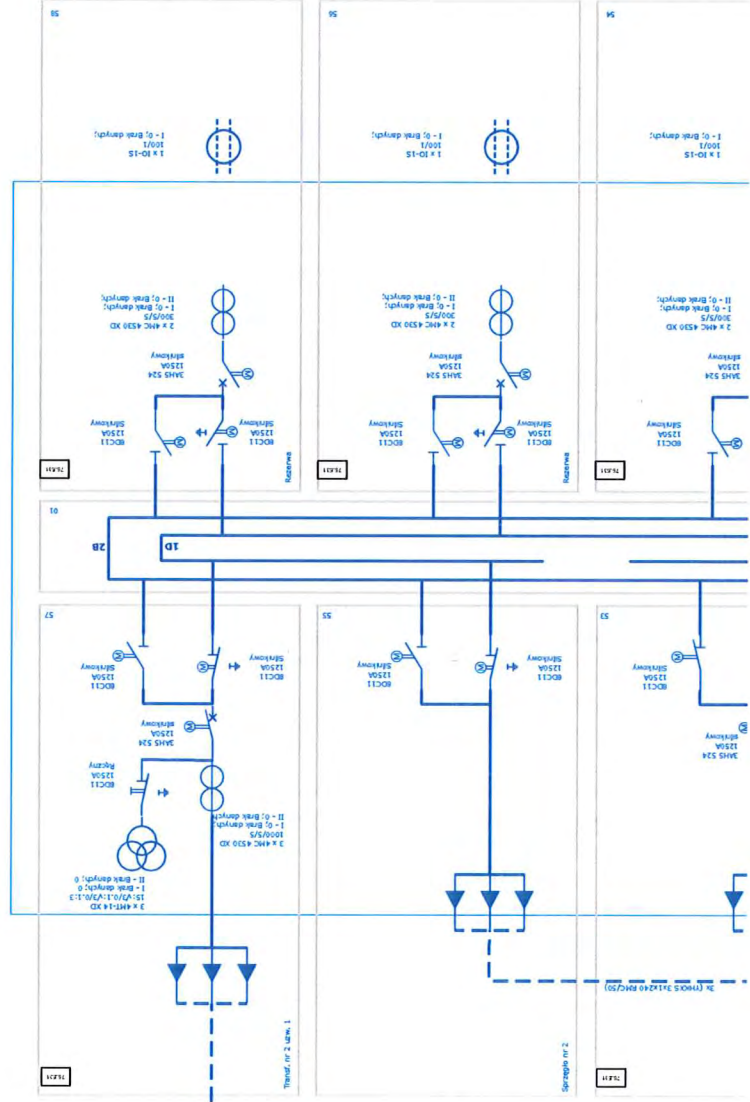 Sprzęgło nr 2
Transf. nr 2 uzw. 1
3x (YHKXS 3x1x240 RMC/50)
3 x 4MT-14 XD
15:√3/0.1:√3/0.1:3
I - Brak danych; 0
II - Brak danych; 0
3 x 4MC 4530 XD
1000/5/5
I - 0; Brak danych;
II - 0; Brak danych;
8DC11
1250A
Ręczny
3AH5 524
1250A
silnikowy
3AH5 524
1250A
silnikowy
8DC11
1250A
Silnikowy
8DC11
1250A
Silnikowy
8DC11
1250A
Silnikowy
8DC11
1250A
Silnikowy
8DC11
1250A
Silnikowy
53
55
57
1D
2B
01
Rezerwa
Rezerwa
8DC11
1250A
Silnikowy
8DC11
1250A
Silnikowy
8DC11
1250A
Silnikowy
8DC11
1250A
Silnikowy
8DC11
1250A
Silnikowy
3AH5 524
1250A
silnikowy
3AH5 524
1250A
silnikowy
3AH5 524
1250A
silnikowy
2 x 4MC 4530 XD
300/5/5
I - 0; Brak danych;
II - 0; Brak danych;
2 x 4MC 4530 XD
300/5/5
I - 0; Brak danych;
II - 0; Brak danych;
2 x 4MC 4530 XD
300/5/5
I - 0; Brak danych;
II - 0; Brak danych;
1 x IO-1S
100/1
I - 0; Brak danych;
1 x IO-1S
100/1
I - 0; Brak danych;
1 x IO-1S
100/1
I - 0; Brak danych;
54
56
58